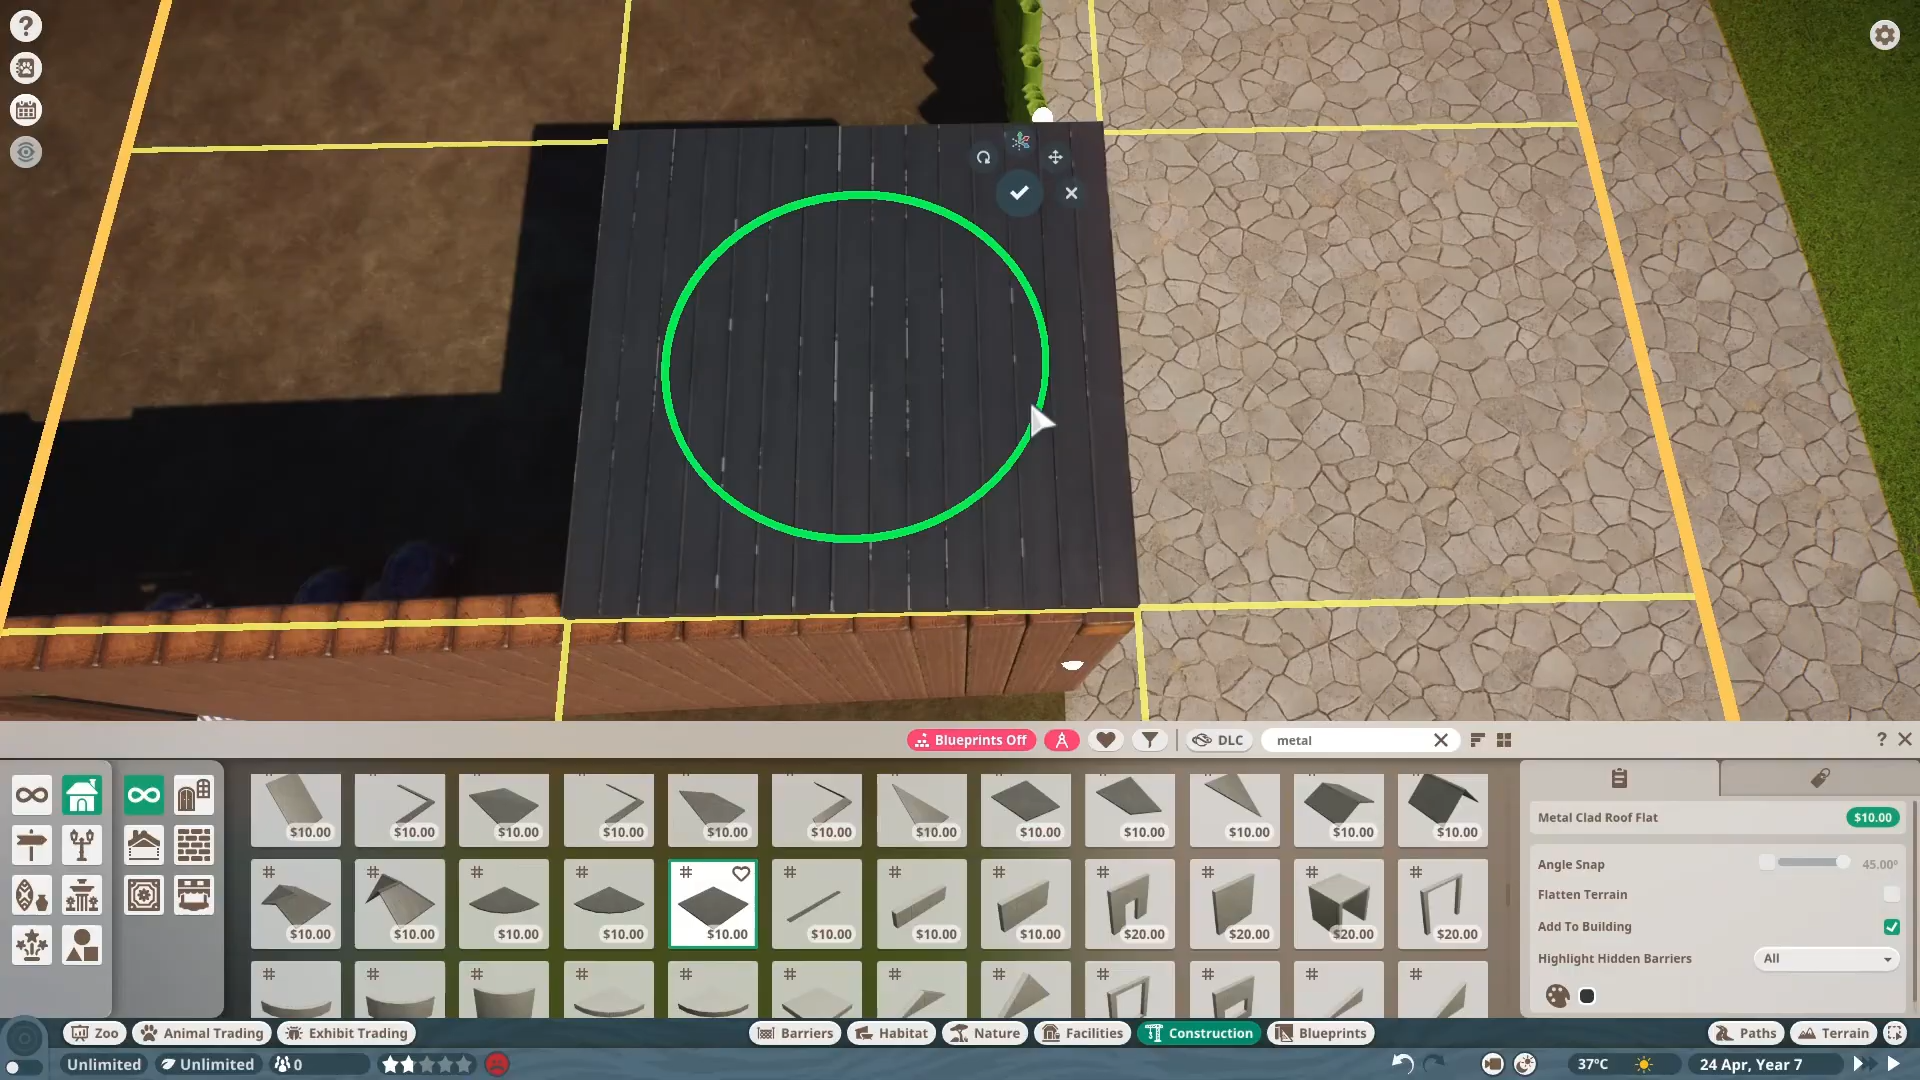 Blueprints Off
DLC
metal
$10.00 $10.00 $10.00 $10.00 $10.00 $10.00 $10.00 $10.00 $10.00 $10.00 $10.00 $10.00
$10.00 $10.00 $10.00 $10.00 $10.00 $10.00 $10.00 $10.00 $20.00 $20.00 $20.00 $20.00
Metal Clad Roof Flat $10.00
Angle Snap 45.00°
Flatten Terrain
Add To Building
Highlight Hidden Barriers All
Zoo Animal Trading Exhibit Trading Barriers Habitat Nature Facilities Construction Blueprints Paths Terrain
Unlimited Unlimited 0 37°C 24 Apr, Year 7